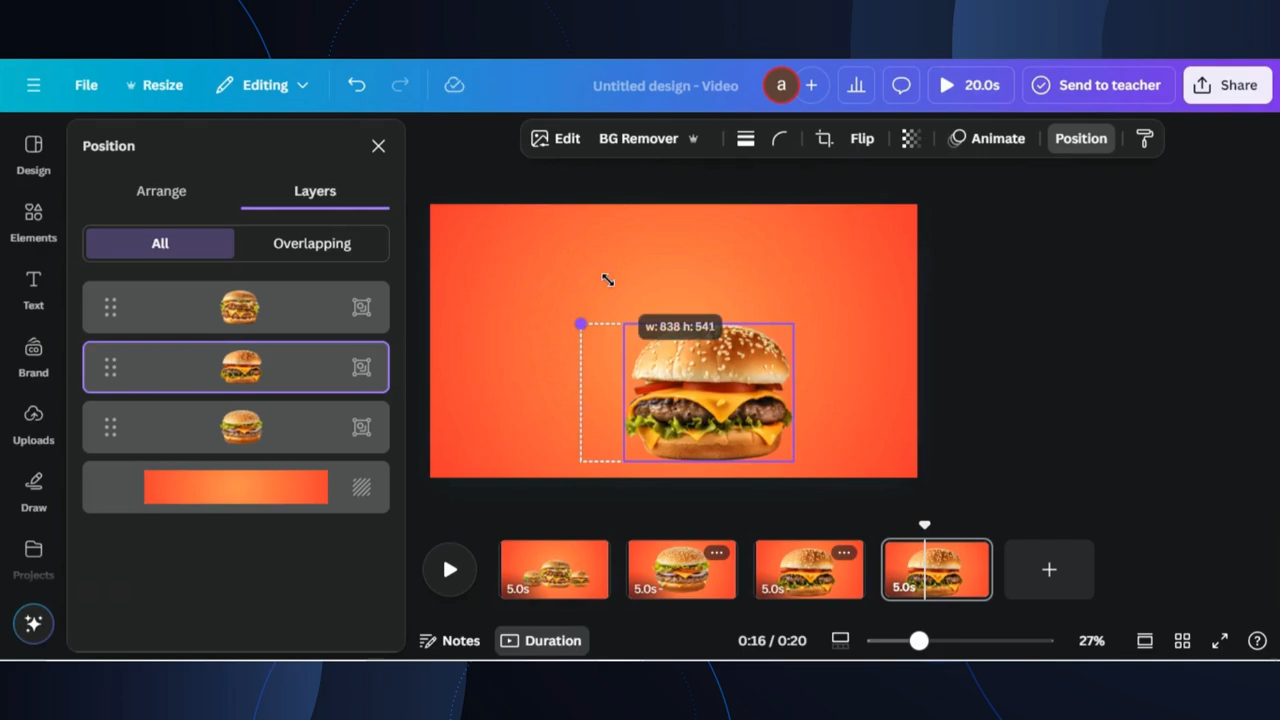 File Resize Editing Untitled design - Video a + 20.0s Send to teacher Share
Position
Edit BG Remover Flip Animate Position
Design
Arrange Layers
Elements
All Overlapping
Text
w: 838 h: 541
Brand
CO
Uploads
Draw
Projects
5.0s 5.0s 5.0s 5.0s
Notes Duration 0:16 / 0:20 27%